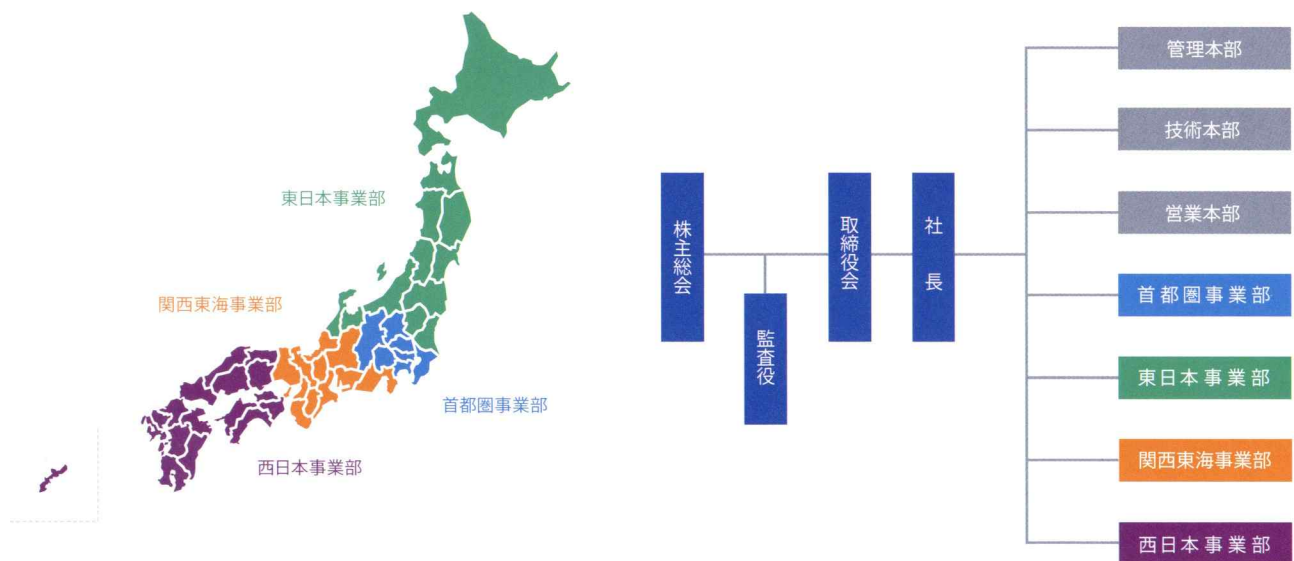 東日本事業部
関西東海事業部
首都圏事業部
西日本事業部
株主総会
監査役
取締役会
社長
管理本部
技術本部
営業本部
首都圏事業部
東日本事業部
関西東海事業部
西日本事業部